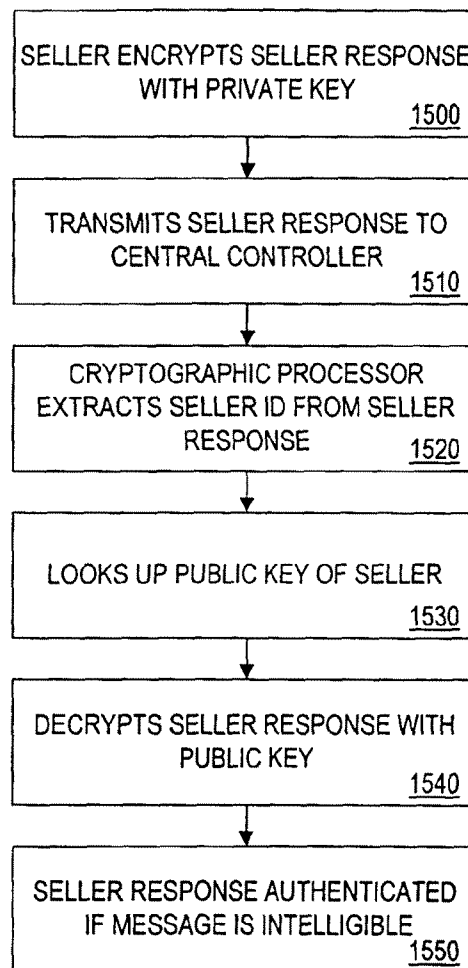 SELLER ENCRYPTS SELLER RESPONSE
WITH PRIVATE KEY
1500
TRANSMITS SELLER RESPONSE TO
CENTRAL CONTROLLER
1510
CRYPTOGRAPHIC PROCESSOR
EXTRACTS SELLER ID FROM SELLER
RESPONSE
1520
LOOKS UP PUBLIC KEY OF SELLER
1530
DECRYPTS SELLER RESPONSE WITH
PUBLIC KEY
1540
SELLER RESPONSE AUTHENTICATED
IF MESSAGE IS INTELLIGIBLE
1550